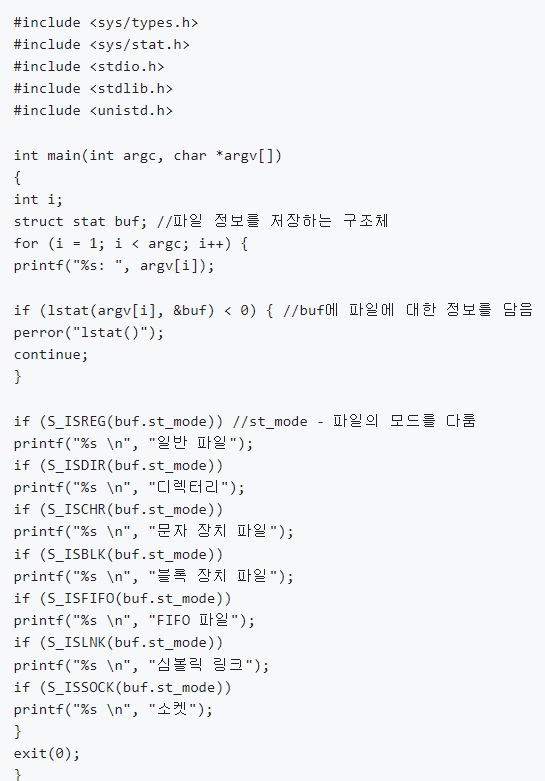 #include <sys/types.h>
#include <sys/stat.h>
#include <stdio.h>
#include <stdlib.h>
#include <unistd.h>
int main(int argc, char *argv[])
{
int i;
struct stat buf; //파일 정보를 저장하는 구조체
for (i = 1; i < argc; i++) {
printf("%s: ", argv[i]);
if (lstat(argv[i], &buf) < 0) { //buf에 파일에 대한 정보를 담음
perror("lstat()");
continue;
}
if (S_ISREG(buf.st_mode)) //st_mode - 파일의 모드를 다룸
printf("%s \n", "일반 파일");
if (S_ISDIR(buf.st_mode))
printf("%s \n", "디렉터리");
if (S_ISCHR(buf.st_mode))
printf("%s \n", "문자 장치 파일");
if (S_ISBLK(buf.st_mode))
printf("%s \n", "블록 장치 파일");
if (S_ISFIFO(buf.st_mode))
printf("%s \n", "FIFO 파일");
if (S_ISLNK(buf.st_mode))
printf("%s \n", "심볼릭 링크");
if (S_ISSOCK(buf.st_mode))
printf("%s \n", "소켓");
}
exit(0);
}